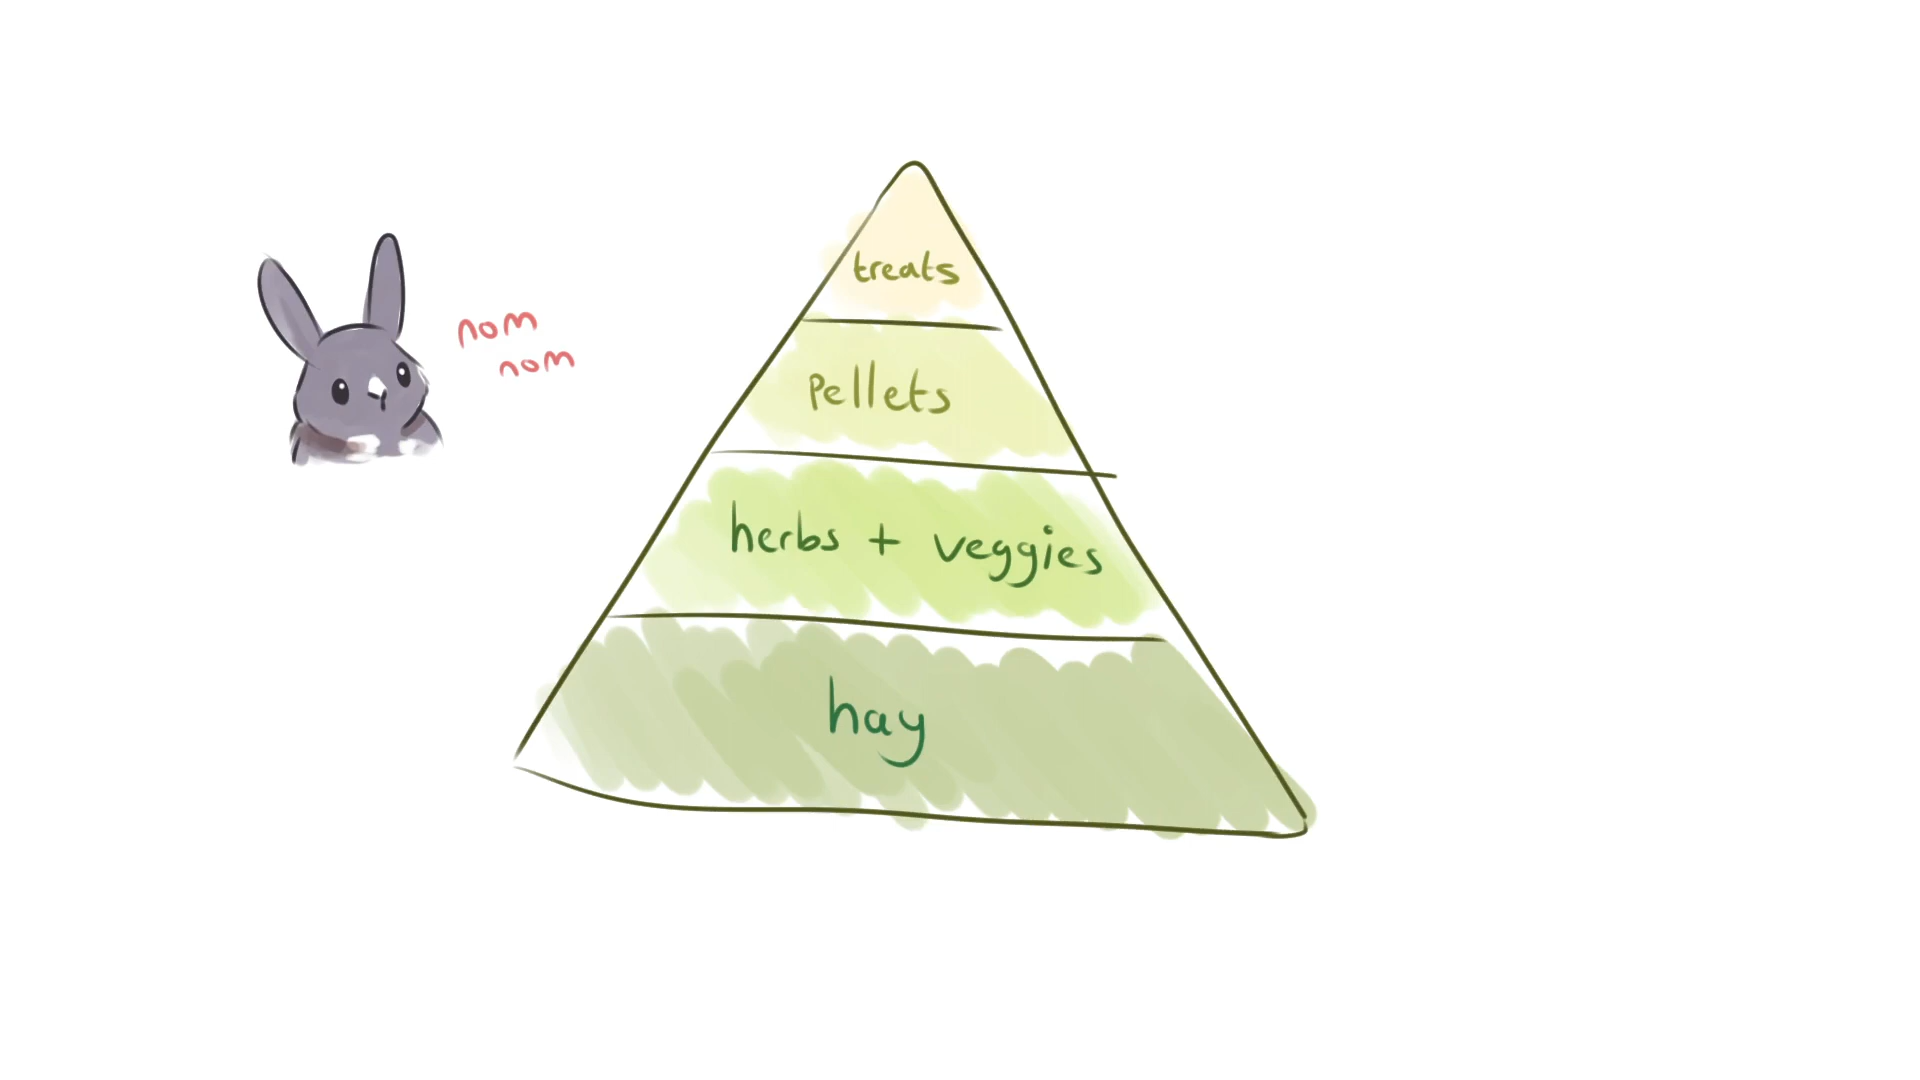 nom
nom
treats
pellets
herbs + veggies
hay